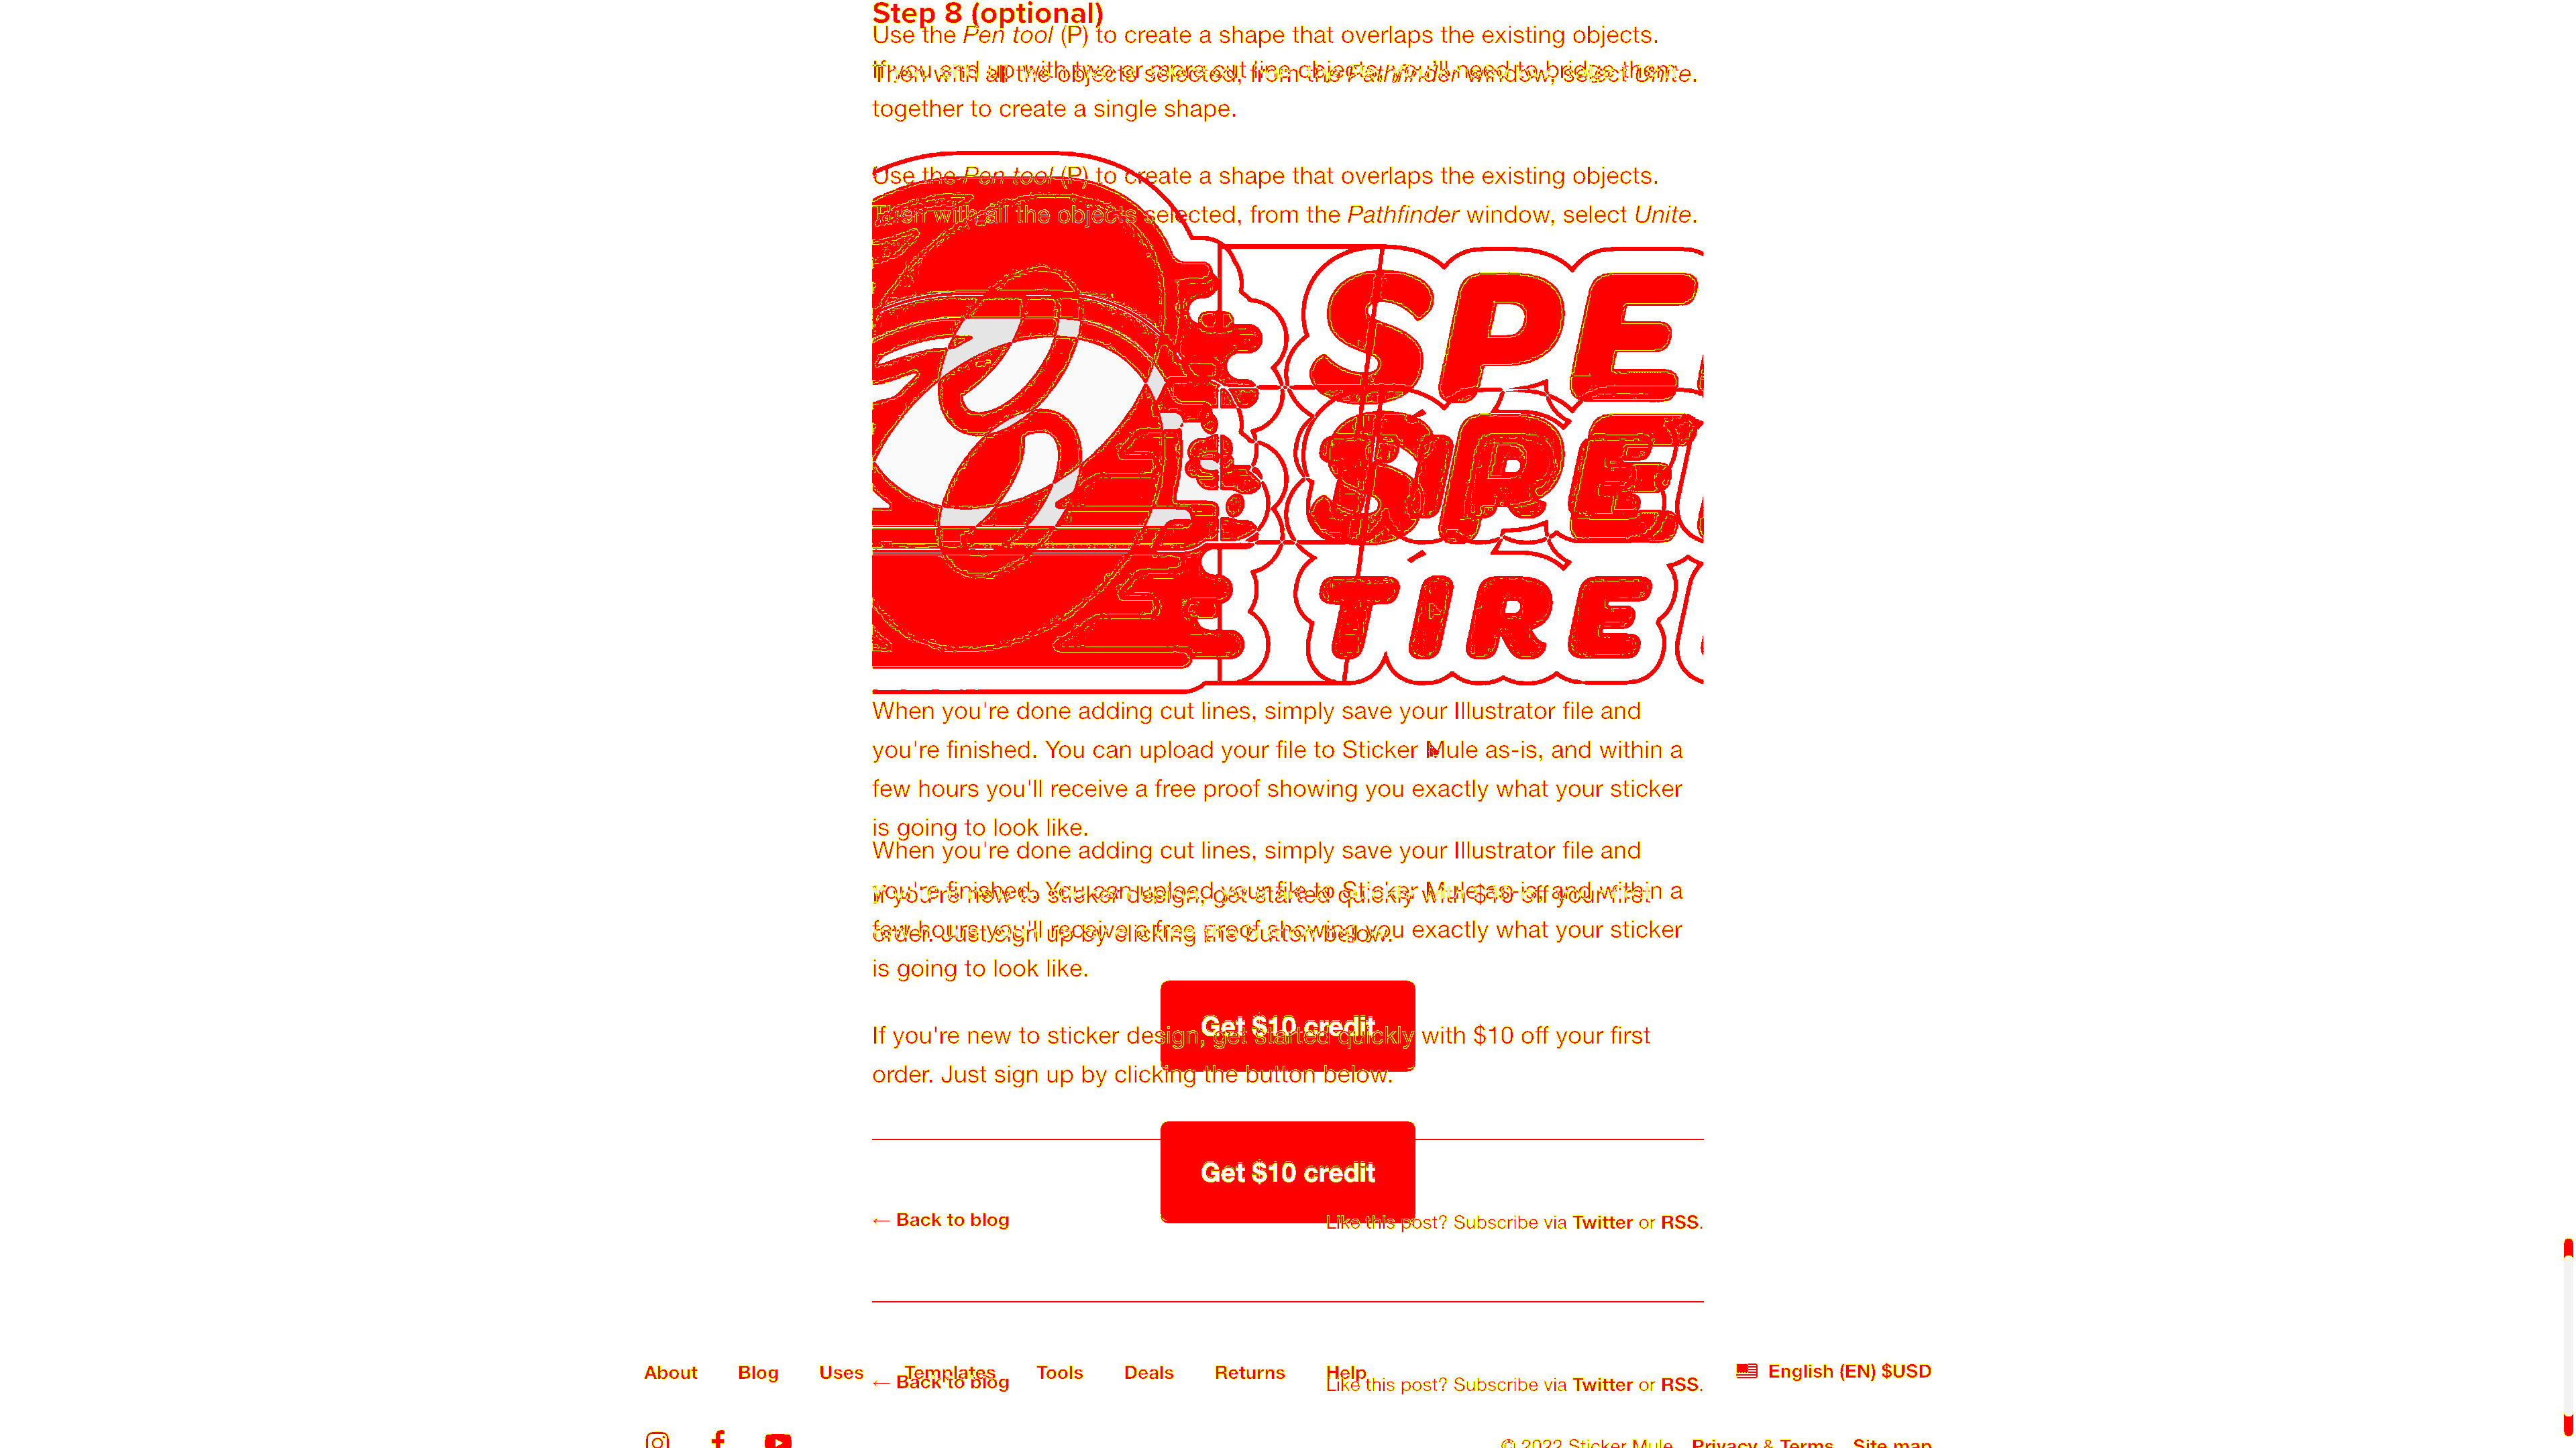 Step 8 (optional)
Use the Pen tool (P) to create a shape that overlaps the existing objects.
If you end up with two or more cut line objects, you'll need to bridge them
Then with all the objects selected, from the Pathfinder window, select Unite.
together to create a single shape.
Use the Pen tool (P) to create a shape that overlaps the existing objects.
Then with all the objects selected, from the Pathfinder window, select Unite.
SPE
SPE
TIRE
TIRE
When you're done adding cut lines, simply save your Illustrator file and
you're finished. You can upload your file to Sticker Mule as-is, and within a
few hours you'll receive a free proof showing you exactly what your sticker
is going to look like.
When you're done adding cut lines, simply save your Illustrator file and
you're finished. You can upload your file to Sticker Mule as-is, and within a
If you're new to sticker design, get started quickly with $10 off your first
few hours you'll receive a free proof showing you exactly what your sticker
order. Just sign up by clicking the button below.
is going to look like.
Get $10 credit
If you're new to sticker design, get started quickly with $10 off your first
order. Just sign up by clicking the button below.
Get $10 credit
← Back to blog
Like this post? Subscribe via Twitter or RSS.
About Blog Uses Templates Tools Deals Returns Help English (EN) $USD
← Back to blog
Like this post? Subscribe via Twitter or RSS.
© 2022 Sticker Mule Privacy & Terms Site map